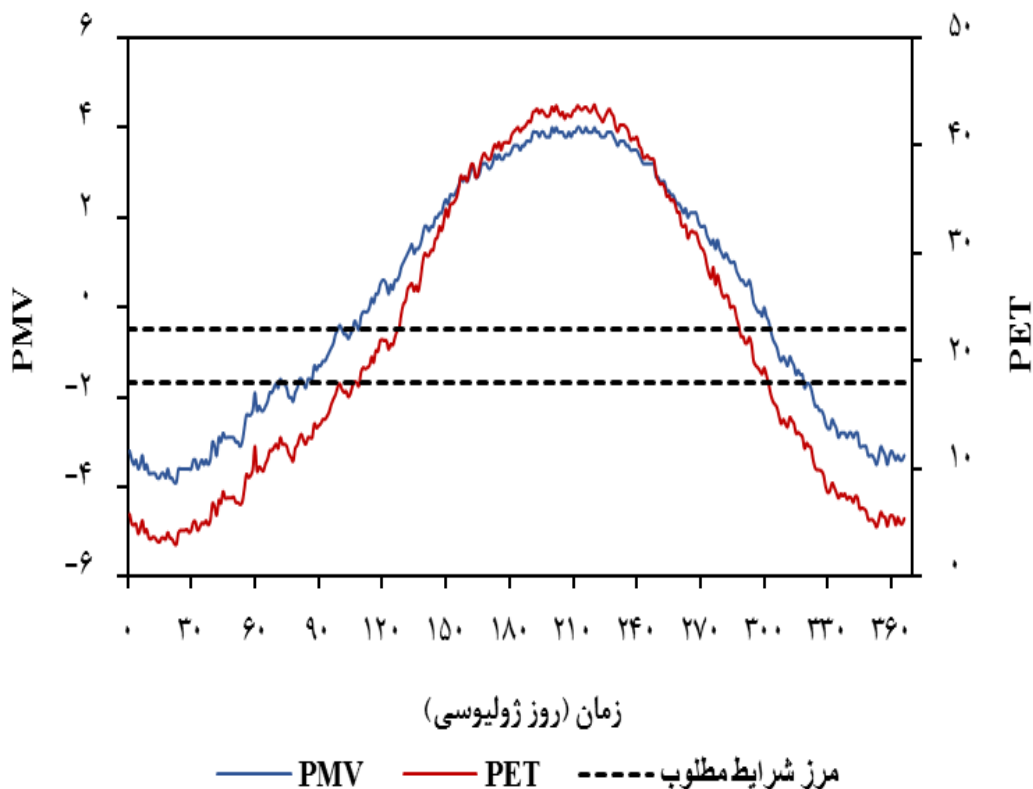 ۶
۴
۲
۰
-۲
-۴
-۶
PMV
۵۰
۴۰
۳۰
۲۰
۱۰
۰
PET
۰ ۳۰ ۶۰ ۹۰ ۱۲۰ ۱۵۰ ۱۸۰ ۲۱۰ ۲۴۰ ۲۷۰ ۳۰۰ ۳۳۰ ۳۶۰
زمان (روز ژولیوسی)
PMV PET مرز شرایط مطلوب